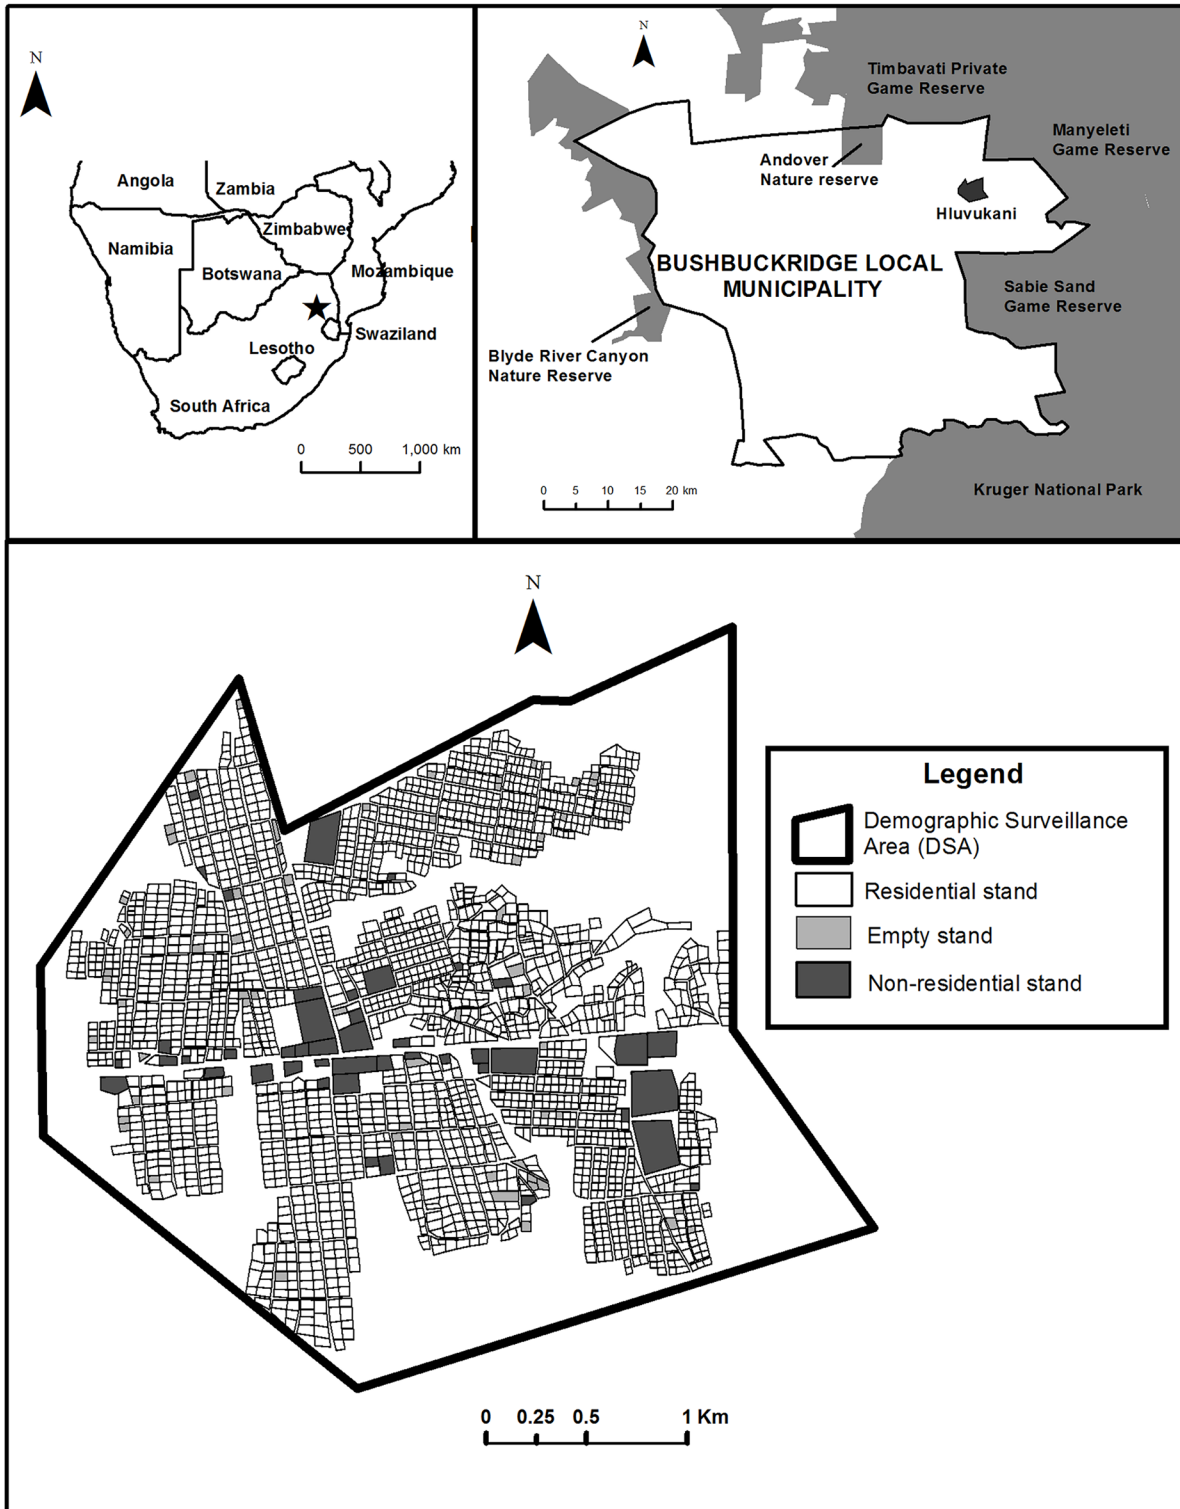 N
Angola
Zambia
Zimbabwe
Namibia
Botswana
Mozambique
Swaziland
Lesotho
South Africa
0 500 1,000 km
N
Timbavati Private
Game Reserve
Manyeleti
Game Reserve
Andover
Nature reserve
Hluvukani
BUSHBUCKRIDGE LOCAL
MUNICIPALITY
Sabie Sand
Game Reserve
Blyde River Canyon
Nature Reserve
0 5 10 15 20 km
Kruger National Park
N
Legend
Demographic Surveillance
Area (DSA)
Residential stand
Empty stand
Non-residential stand
0 0.25 0.5 1 Km